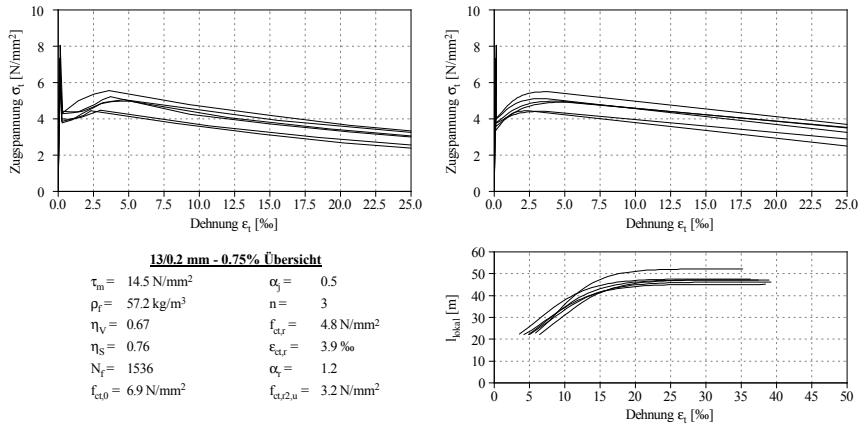 Zugspannung σt [N/mm²]
10
8
6
4
2
0
0.0 2.5 5.0 7.5 10.0 12.5 15.0 17.5 20.0 22.5 25.0
Dehnung εt [‰]
Zugspannung σt [N/mm²]
10
8
6
4
2
0
0.0 2.5 5.0 7.5 10.0 12.5 15.0 17.5 20.0 22.5 25.0
Dehnung εt [‰]
13/0.2 mm - 0.75% Übersicht
τm = 14.5 N/mm² αj = 0.5
ρf = 57.2 kg/m³ n = 3
ηV = 0.67 fct,r = 4.8 N/mm²
ηS = 0.76 εct,r = 3.9 ‰
Nf = 1536 αr = 1.2
fct,0 = 6.9 N/mm² fct,r2,u = 3.2 N/mm²
llokal [m]
60
50
40
30
20
10
0
0 5 10 15 20 25 30 35 40 45 50
Dehnung εt [‰]